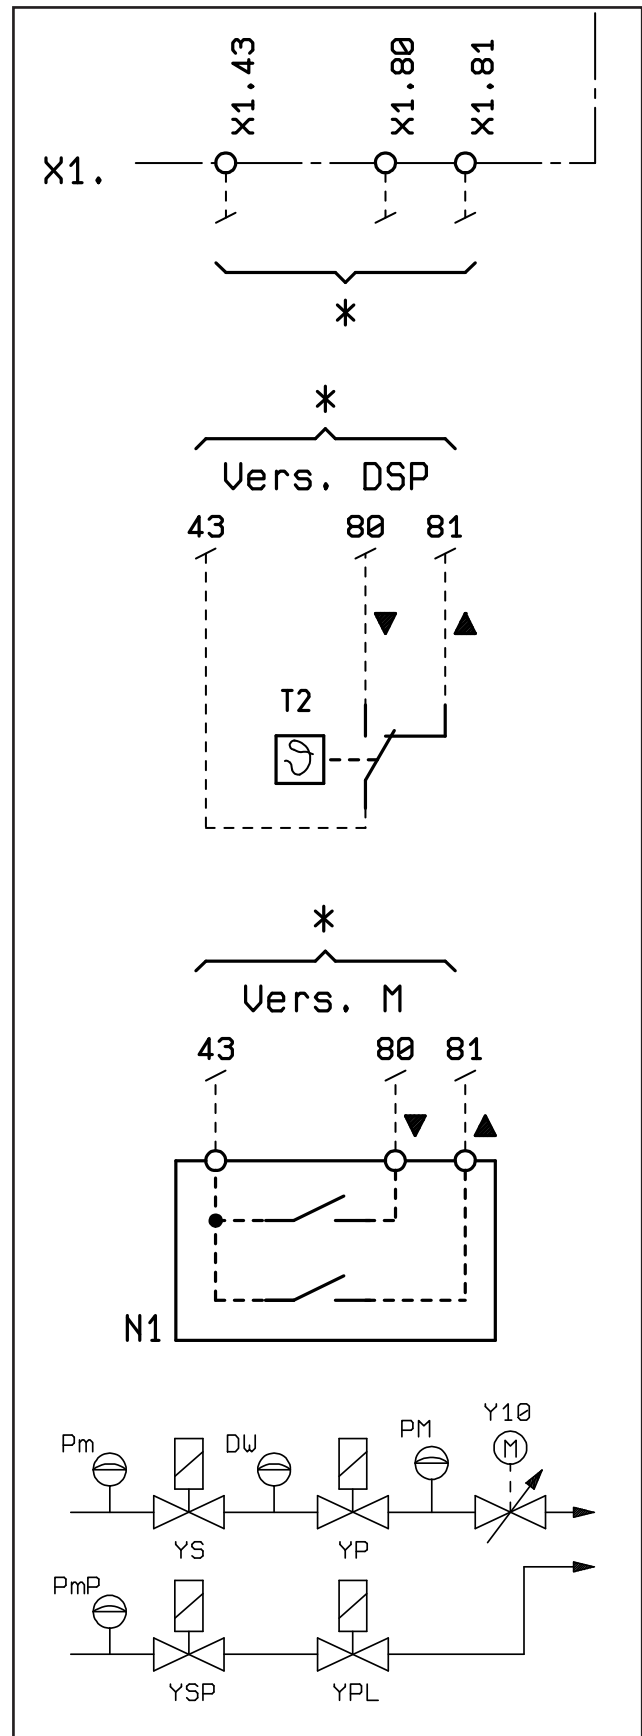 X1.43 X1.80 X1.81
X1.
*
*
Vers. DSP
43 80 81
T2
*
Vers. M
43 80 81
N1
Pm DW PM Y10
M
YS YP
PmP
YSP YPL